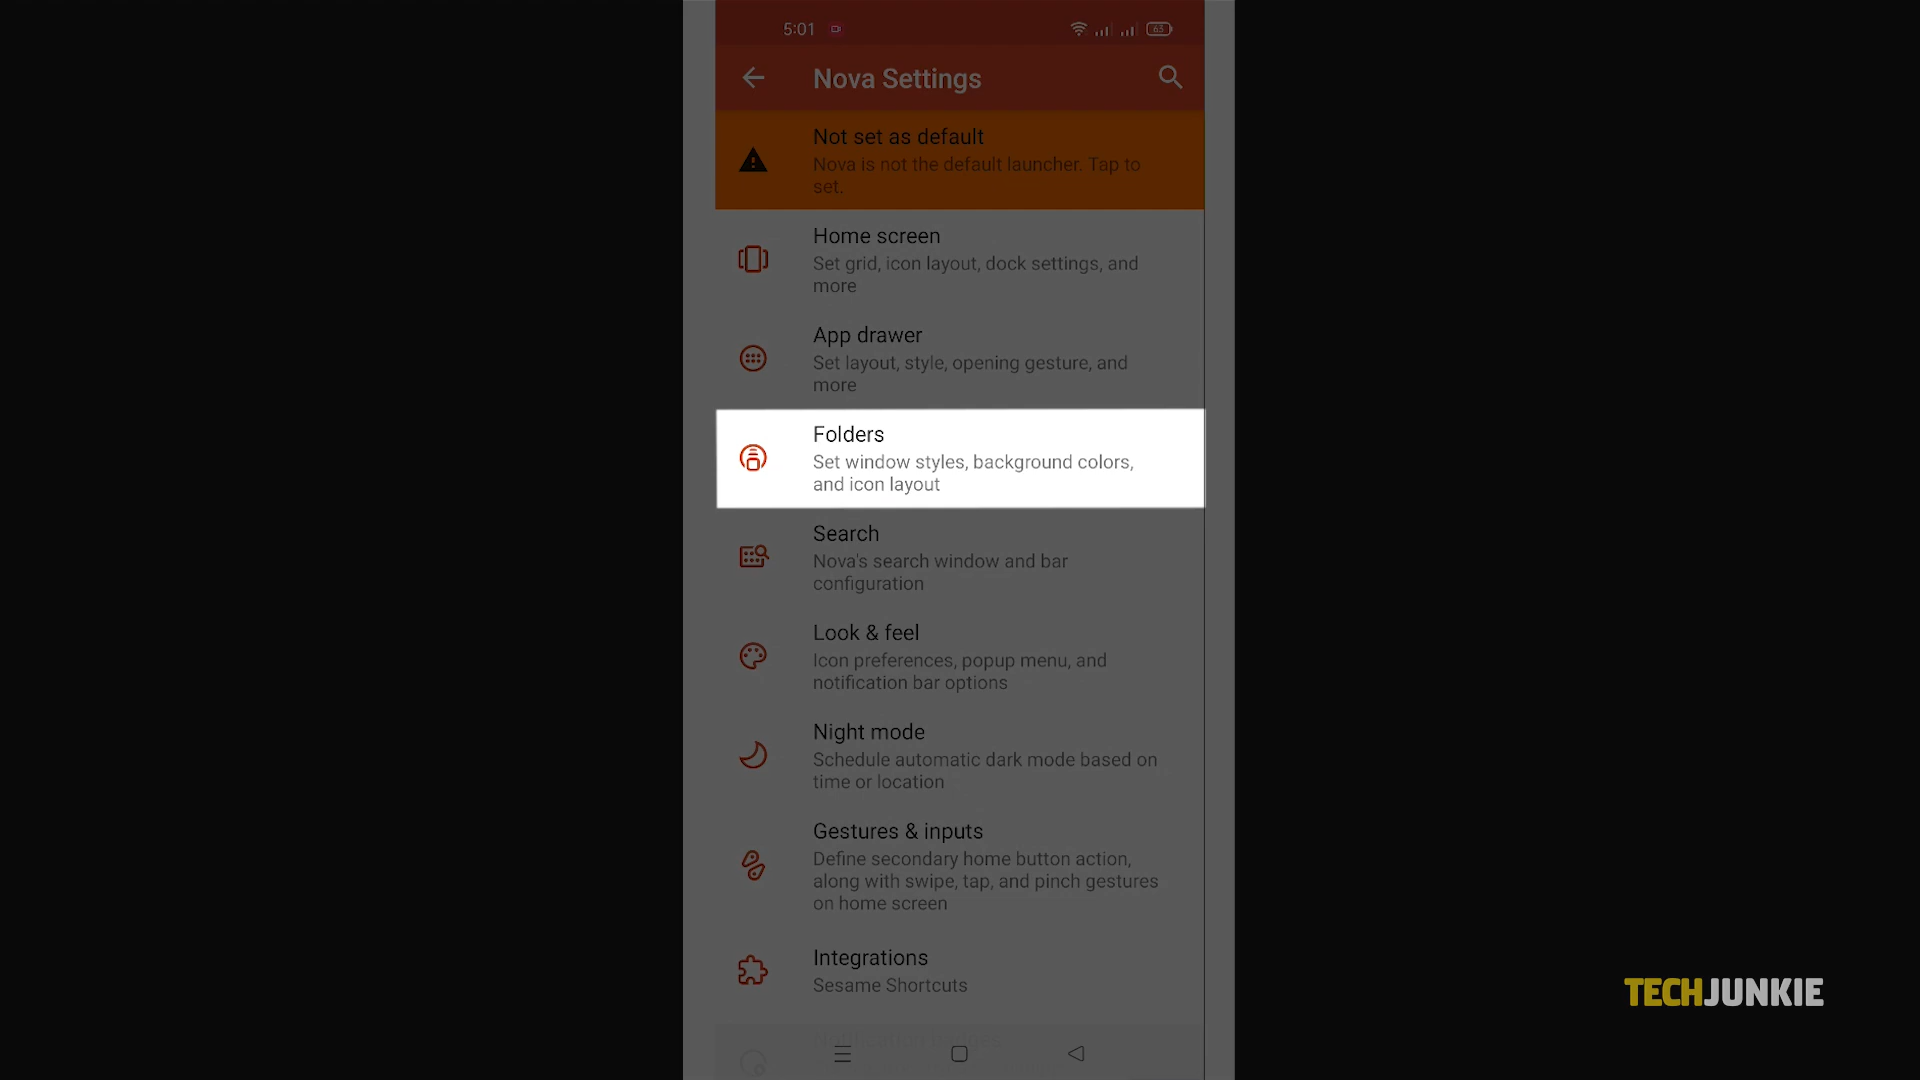 5:01
63
Nova Settings
Not set as default
Nova is not the default launcher. Tap to
set.
Home screen
Set grid, icon layout, dock settings, and
more
App drawer
Set layout, style, opening gesture, and
more
Folders
Set window styles, background colors,
and icon layout
Search
Nova's search window and bar
configuration
Look & feel
Icon preferences, popup menu, and
notification bar options
Night mode
Schedule automatic dark mode based on
time or location
Gestures & inputs
Define secondary home button action,
along with swipe, tap, and pinch gestures
on home screen
Integrations
Sesame Shortcuts
Notification badges
TECHJUNKIE